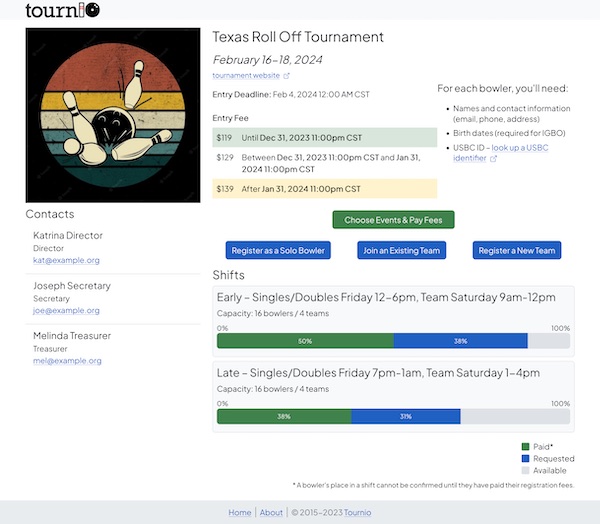 tournio
Texas Roll Off Tournament
February 16-18, 2024
tournament website
Entry Deadline: Feb 4, 2024 12:00 AM CST
Entry Fee
$119 Until Dec 31, 2023 11:00pm CST
$129 Between Dec 31, 2023 11:00pm CST and Jan 31,
2024 11:00pm CST
$139 After Jan 31, 2024 11:00pm CST
For each bowler, you'll need:
• Names and contact information
(email, phone, address)
• Birth dates (required for IGBO)
• USBC ID – look up a USBC
identifier
Choose Events & Pay Fees
Register as a Solo Bowler
Join an Existing Team
Register a New Team
Contacts
Katrina Director
Director
kat@example.org
Joseph Secretary
Secretary
joe@example.org
Melinda Treasurer
Treasurer
mel@example.org
Shifts
Early – Singles/Doubles Friday 12-6pm, Team Saturday 9am-12pm
Capacity: 16 bowlers / 4 teams
0% 100%
50% 38%
Late – Singles/Doubles Friday 7pm-1am, Team Saturday 1-4pm
Capacity: 16 bowlers / 4 teams
0% 100%
38% 31%
Paid*
Requested
Available
* A bowler's place in a shift cannot be confirmed until they have paid their registration fees.
Home | About | © 2015-2023 Tournio